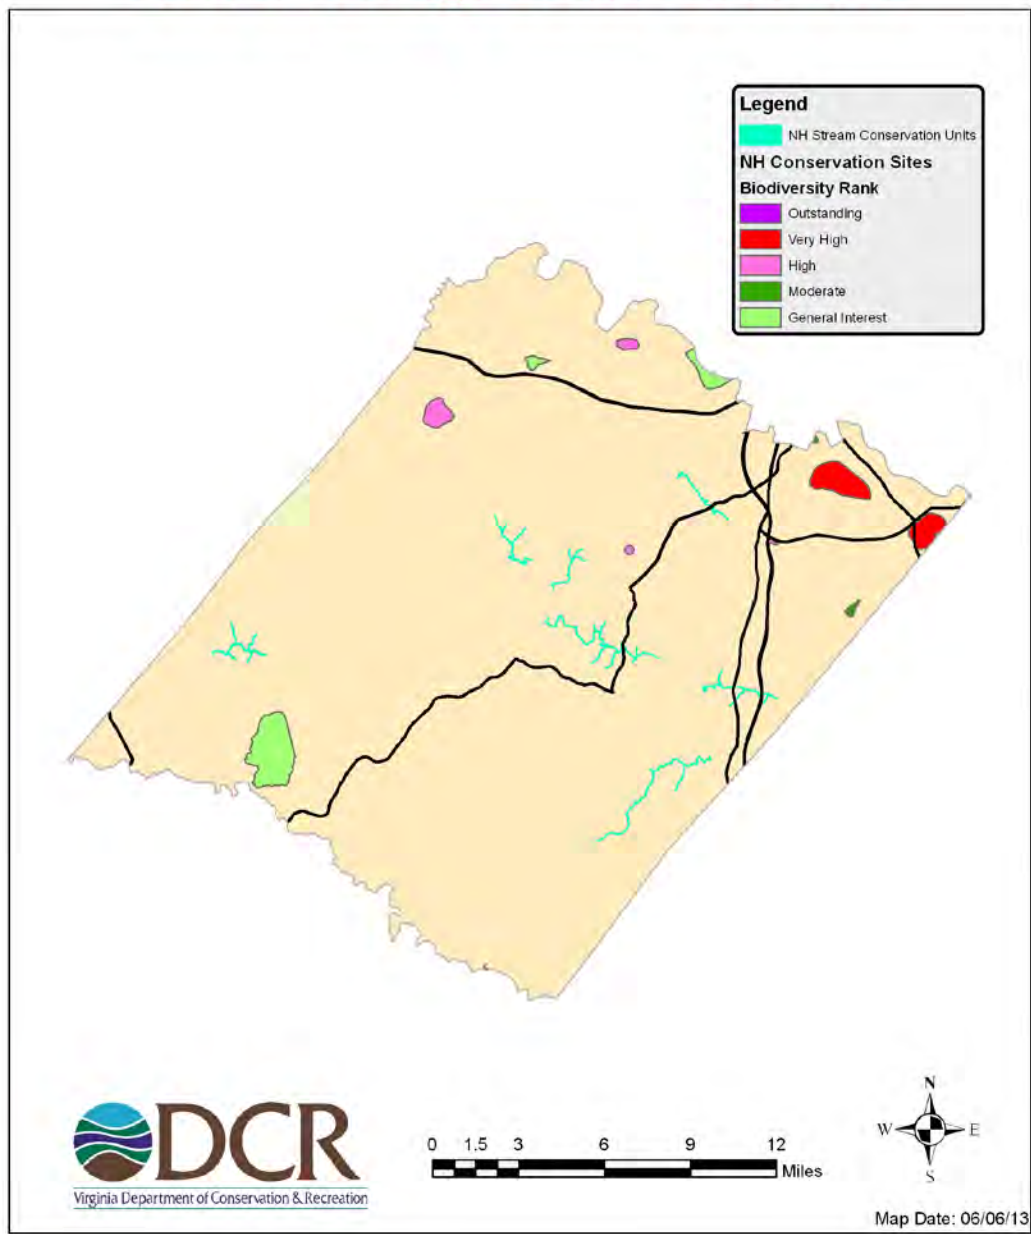 Legend
NH Stream Conservation Units
NH Conservation Sites
Biodiversity Rank
Outstanding
Very High
High
Moderate
General Interest
DCR
Virginia Department of Conservation & Recreation
0 1.5 3 6 9 12
Miles
N
W E
S
Map Date: 06/06/13